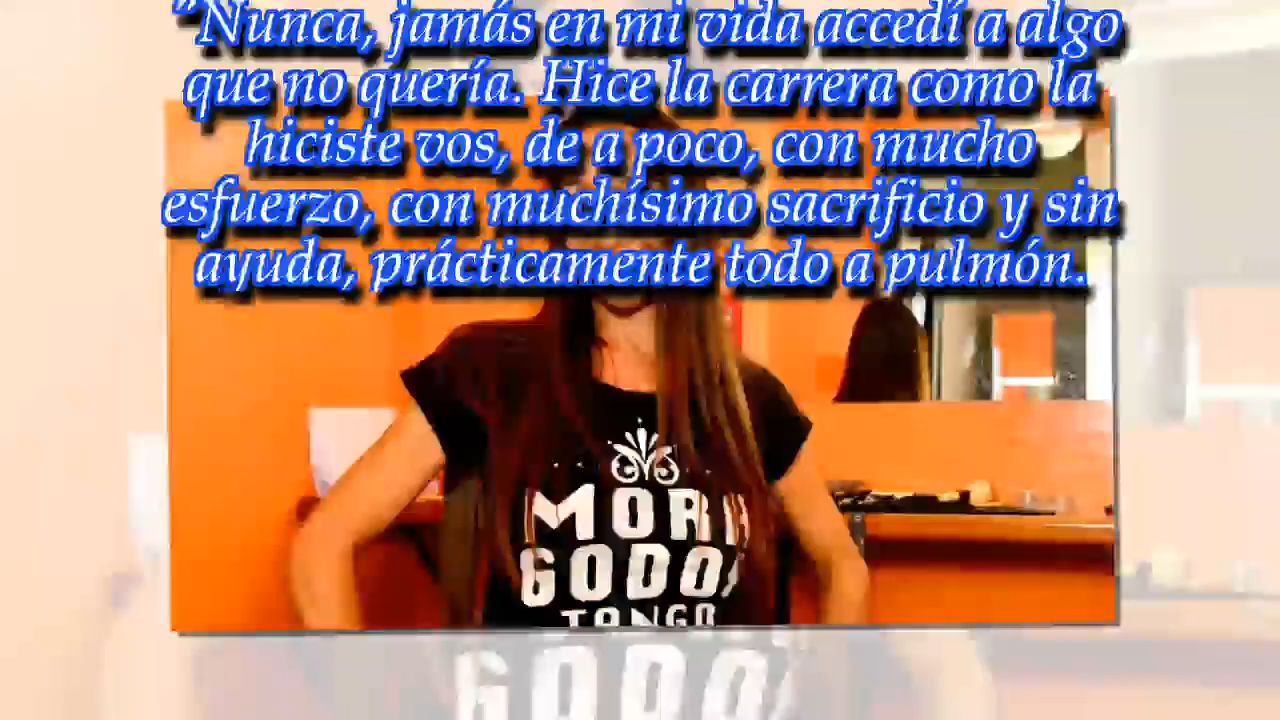 "Nunca, jamás en mi vida accedí a algo
que no quería. Hice la carrera como la
hiciste vos, de a poco, con mucho
esfuerzo, con muchísimo sacrificio y sin
ayuda, prácticamente todo a pulmón.
MORA
GODOY
TANGO
GODO